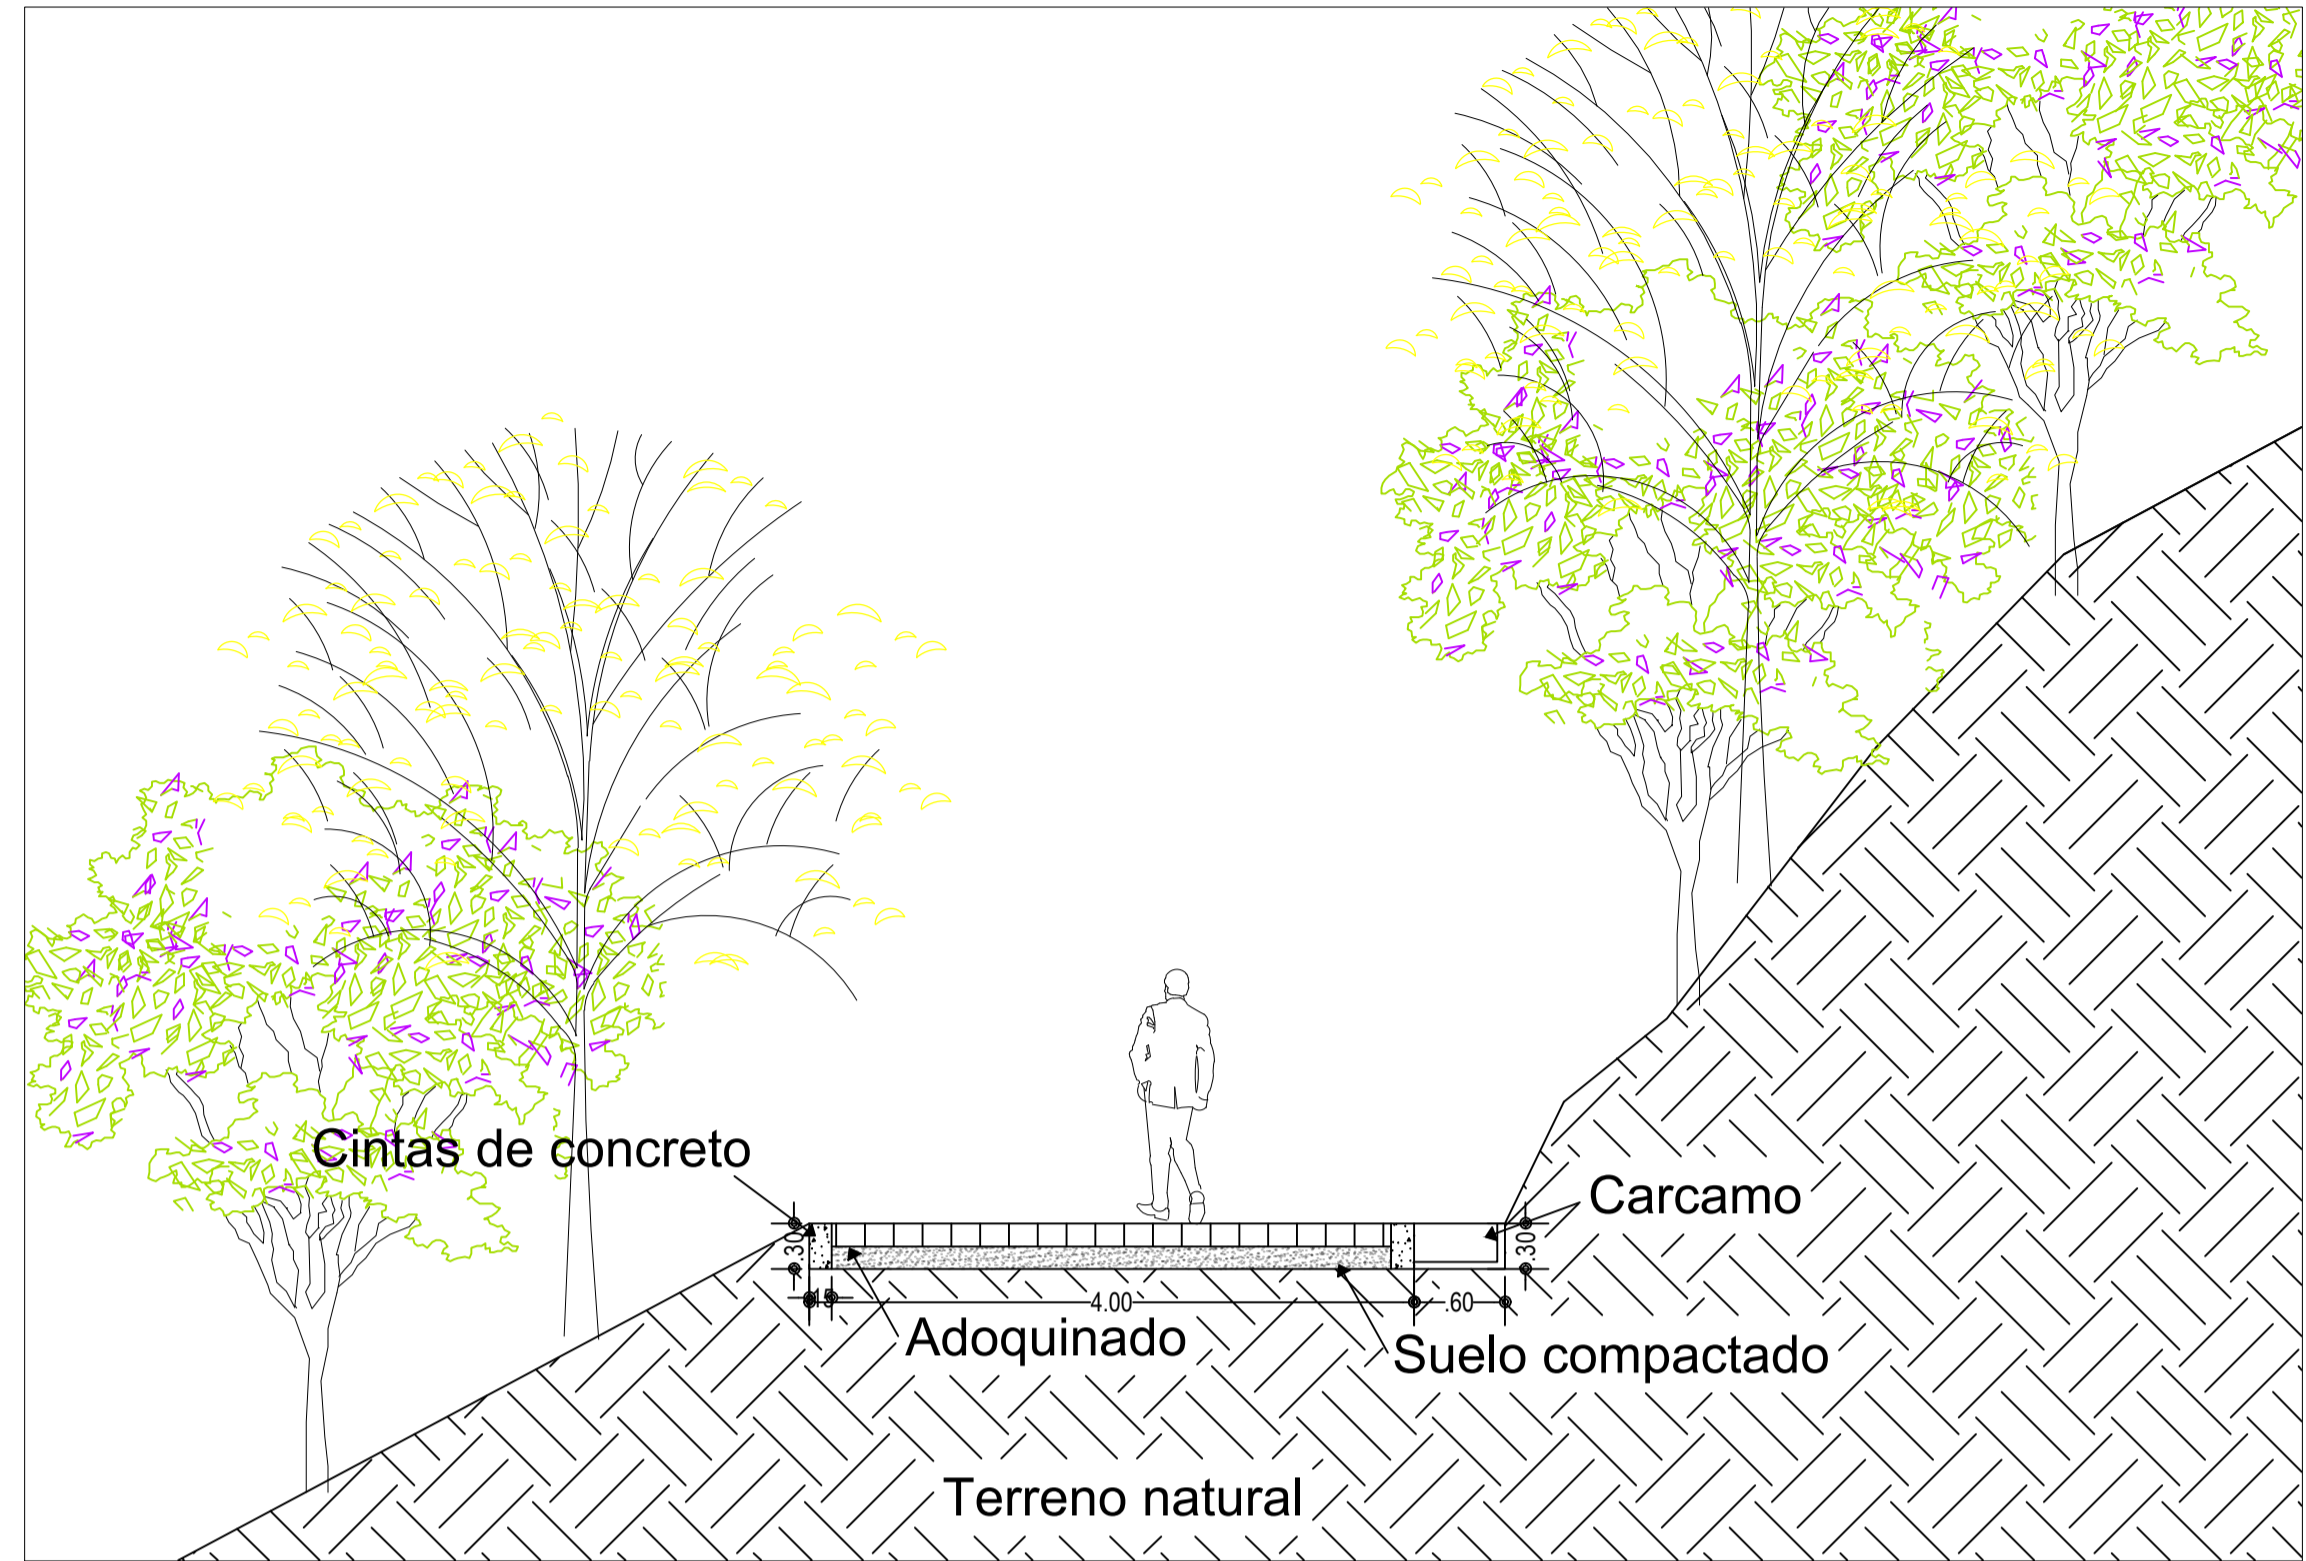 Cintas de concreto
Carcamo
.30
.30
.15
4.00
.60
Adoquinado
Suelo compactado
Terreno natural